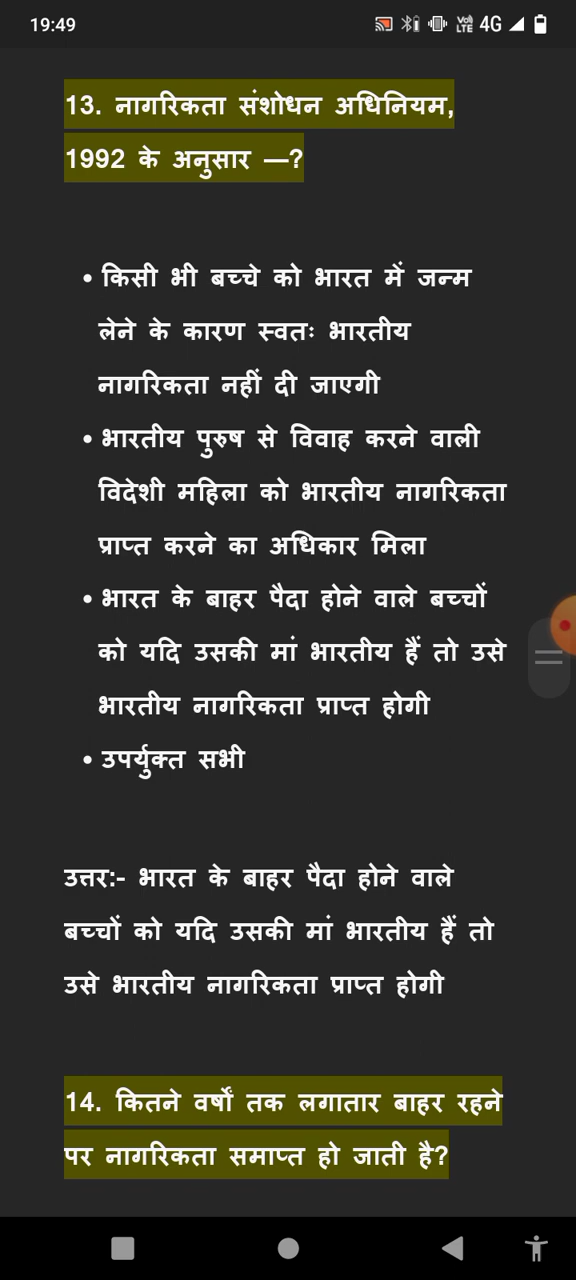 19:49
Vo) LTE 4G
13. नागरिकता संशोधन अधिनियम,
1992 के अनुसार —?
• किसी भी बच्चे को भारत में जन्म
लेने के कारण स्वतः भारतीय
नागरिकता नहीं दी जाएगी
• भारतीय पुरुष से विवाह करने वाली
विदेशी महिला को भारतीय नागरिकता
प्राप्त करने का अधिकार मिला
• भारत के बाहर पैदा होने वाले बच्चों
को यदि उसकी मां भारतीय हैं तो उसे
भारतीय नागरिकता प्राप्त होगी
• उपर्युक्त सभी
उत्तर:- भारत के बाहर पैदा होने वाले
बच्चों को यदि उसकी मां भारतीय हैं तो
उसे भारतीय नागरिकता प्राप्त होगी
14. कितने वर्षों तक लगातार बाहर रहने
पर नागरिकता समाप्त हो जाती है?